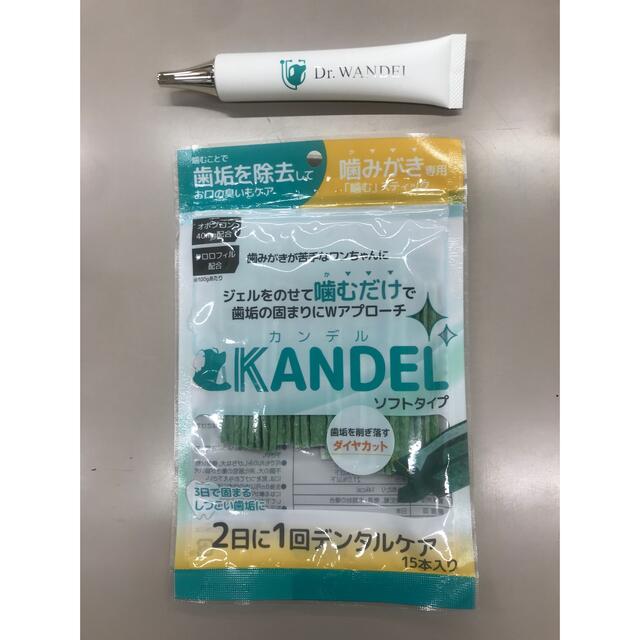 Dr. WANDEL
噛むことで
歯垢を除去して
お口の臭いもケア
噛みがき専用
「噛む」スティック
オボプロン
40mg配合
クロロフィル
配合
※100gあたり
歯みがきが苦手なワンちゃんに
ジェルをのせて噛むだけで
歯垢の固まりにWアプローチ
カンデル
KANDEL
ソフトタイプ
歯垢を削ぎ落す
ダイヤカット
3日で固まる
しつこい歯垢に
2日に1回デンタルケア
15本入り